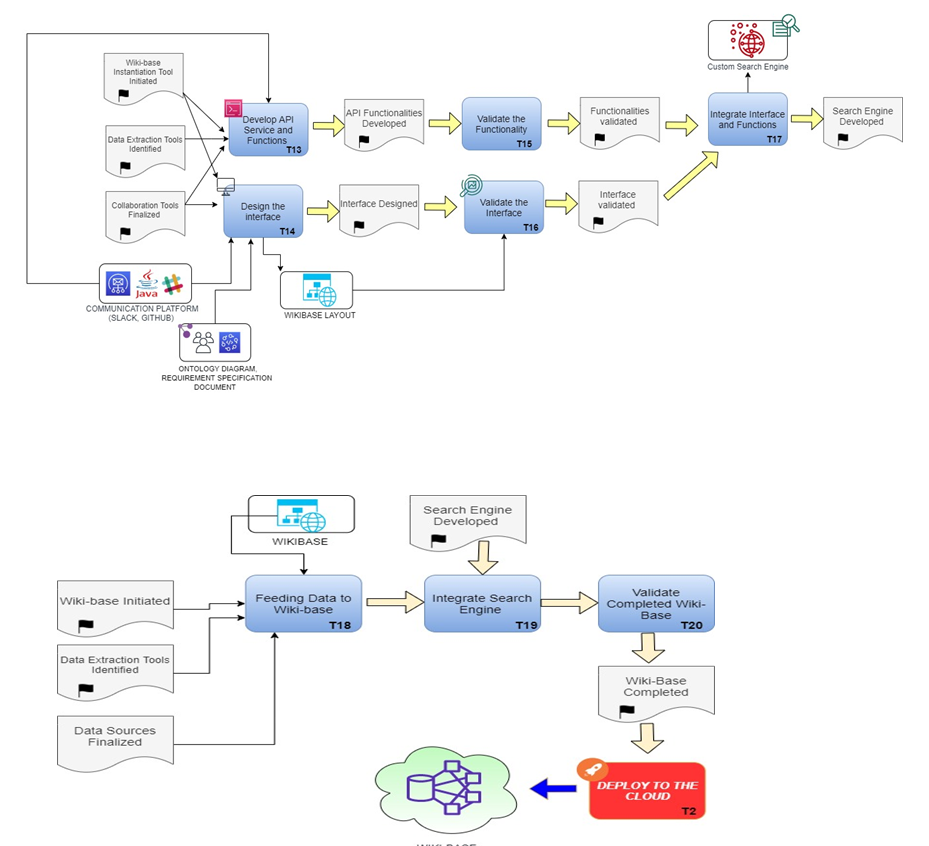 Wiki-base
Instantiation Tool
Initiated
Data Extraction Tools
Identified
Collaboration Tools
Finalized
Develop API
Service and
Functions
T13
API Functionalities
Developed
Validate the
Functionality
T15
Functionalities
validated
Integrate Interface
and Functions
T17
Custom Search Engine
Search Engine
Developed
Design the
interface
T14
Interface Designed
Validate the
Interface
T16
Interface
validated
Java
COMMUNICATION PLATFORM
(SLACK, GITHUB)
WIKIBASE LAYOUT
ONTOLOGY DIAGRAM,
REQUIREMENT SPECIFICATION
DOCUMENT
WIKIBASE
Search Engine
Developed
Wiki-base Initiated
Data Extraction Tools
Identified
Data Sources
Finalized
Feeding Data to
Wiki-base
T18
Integrate Search
Engine
T19
Validate
Completed Wiki-
Base
T20
Wiki-Base
Completed
DEPLOY TO THE
CLOUD
T2